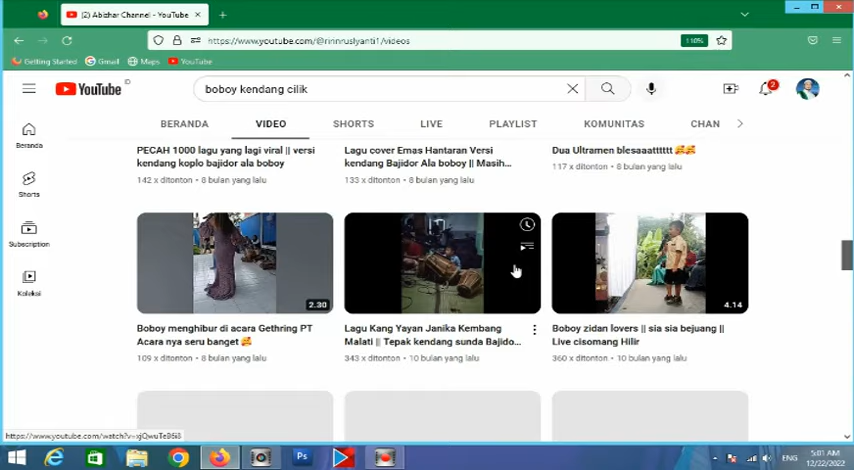 (2) Abizhar Channel - YouTube
https://www.youtube.com/@rinnruslyanti1/videos
110%
Getting Started Gmail Maps YouTube
YouTube ID
boboy kendang cilik
2
BERANDA VIDEO SHORTS LIVE PLAYLIST KOMUNITAS CHAN
Beranda
Shorts
Subscription
Koleksi
PECAH 1000 lagu yang lagi viral || versi
kendang koplo bajidor ala boboy
142 x ditonton • 8 bulan yang lalu
Lagu cover Emas Hantaran Versi
kendang Bajidor Ala boboy || Masih...
133 x ditonton • 8 bulan yang lalu
Dua Ultramen blesaaatttttt 🥰🥰
117 x ditonton • 8 bulan yang lalu
2.30
4.14
Boboy menghibur di acara Gethring PT
Acara nya seru banget 🥰
109 x ditonton • 8 bulan yang lalu
Lagu Kang Yayan Janika Kembang
Malati || Tepak kendang sunda Bajido...
343 x ditonton • 10 bulan yang lalu
Boboy zidan lovers || sia sia bejuang ||
Live cisomang Hilir
360 x ditonton • 10 bulan yang lalu
Ps
ENG
5:01 AM
12/22/2022